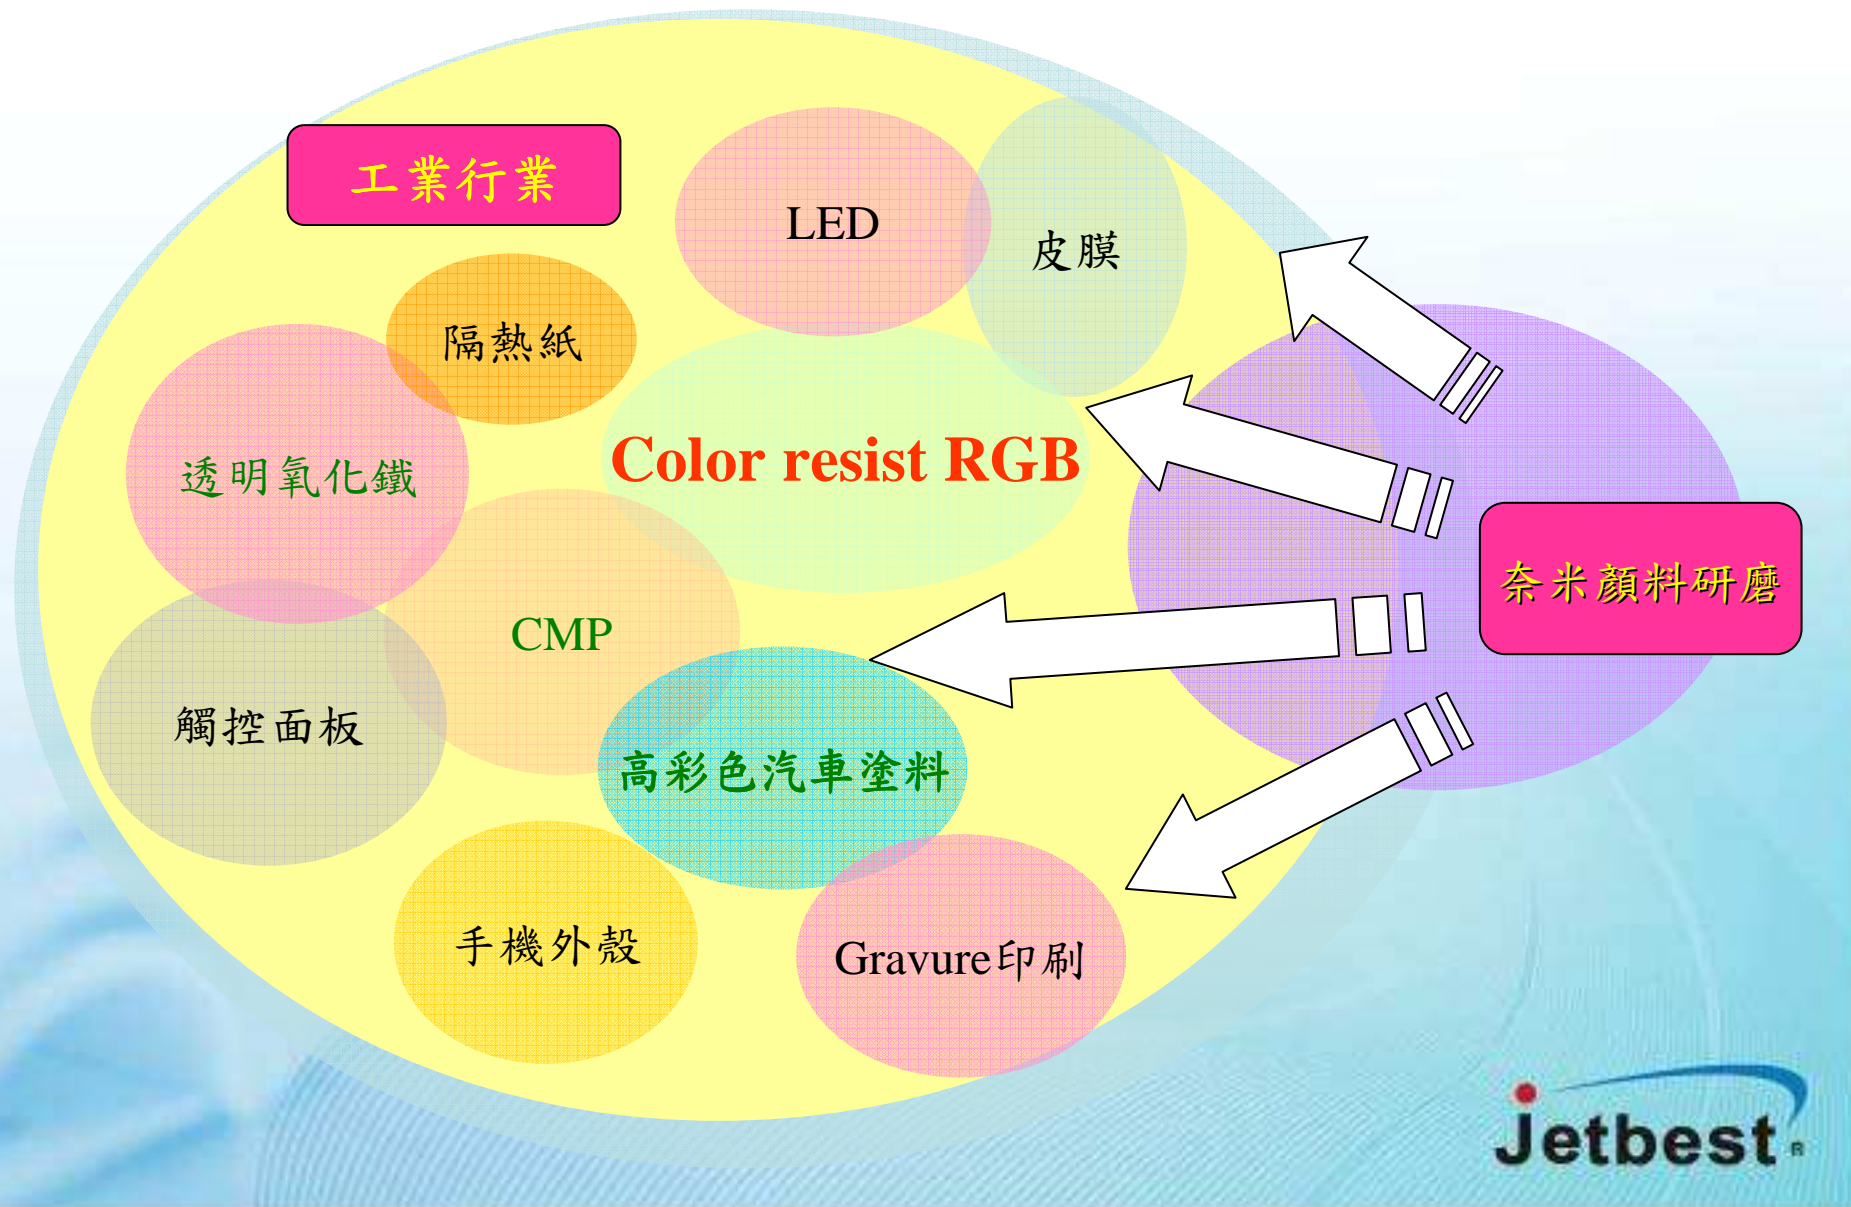 工業行業
LED
皮膜
隔熱紙
Color resist RGB
透明氧化鐵
奈米顏料研磨
CMP
觸控面板
高彩色汽車塗料
手機外殼
Gravure印刷
Jetbest®